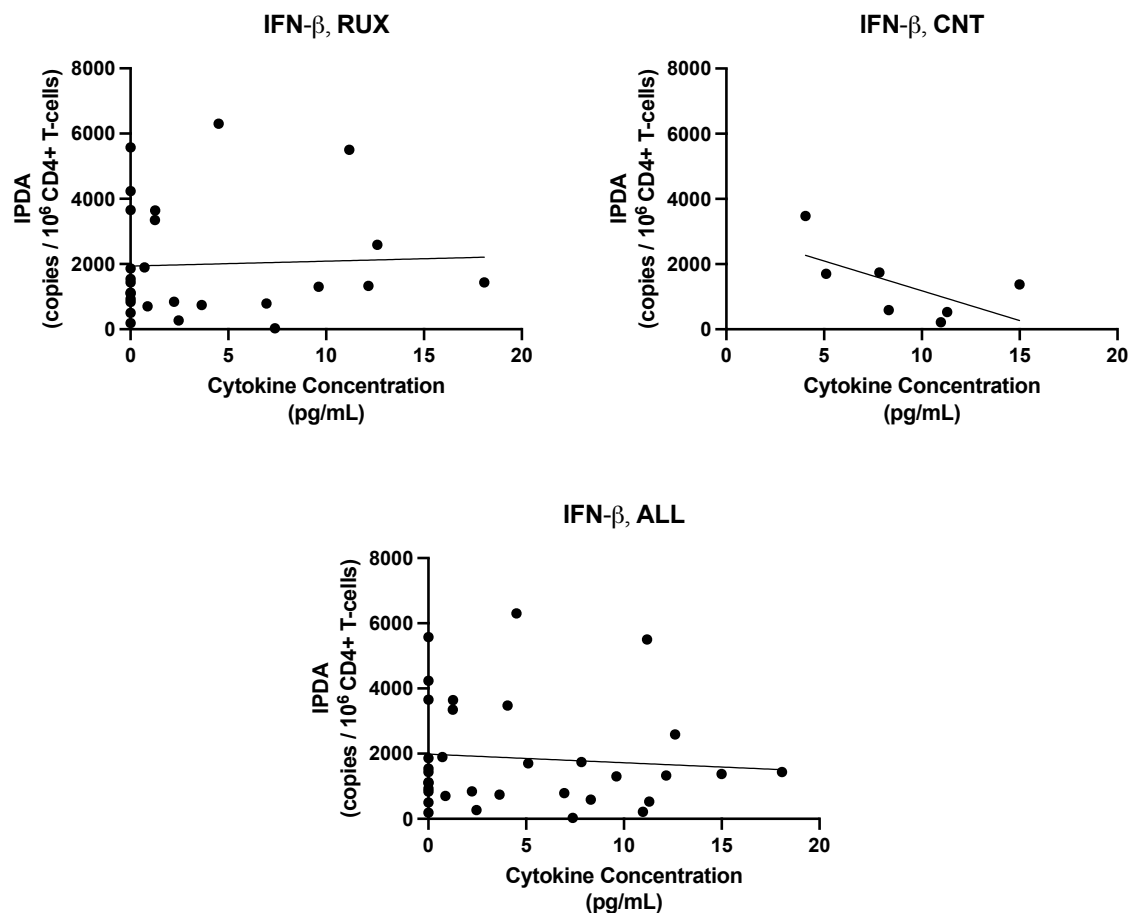 IFN-β, RUX
8000
6000
4000
2000
0
IPDA
(copies / 10⁶ CD4+ T-cells)
0 5 10 15 20
Cytokine Concentration
(pg/mL)
IFN-β, CNT
8000
6000
4000
2000
0
IPDA
(copies / 10⁶ CD4+ T-cells)
0 5 10 15 20
Cytokine Concentration
(pg/mL)
IFN-β, ALL
8000
6000
4000
2000
0
IPDA
(copies / 10⁶ CD4+ T-cells)
0 5 10 15 20
Cytokine Concentration
(pg/mL)